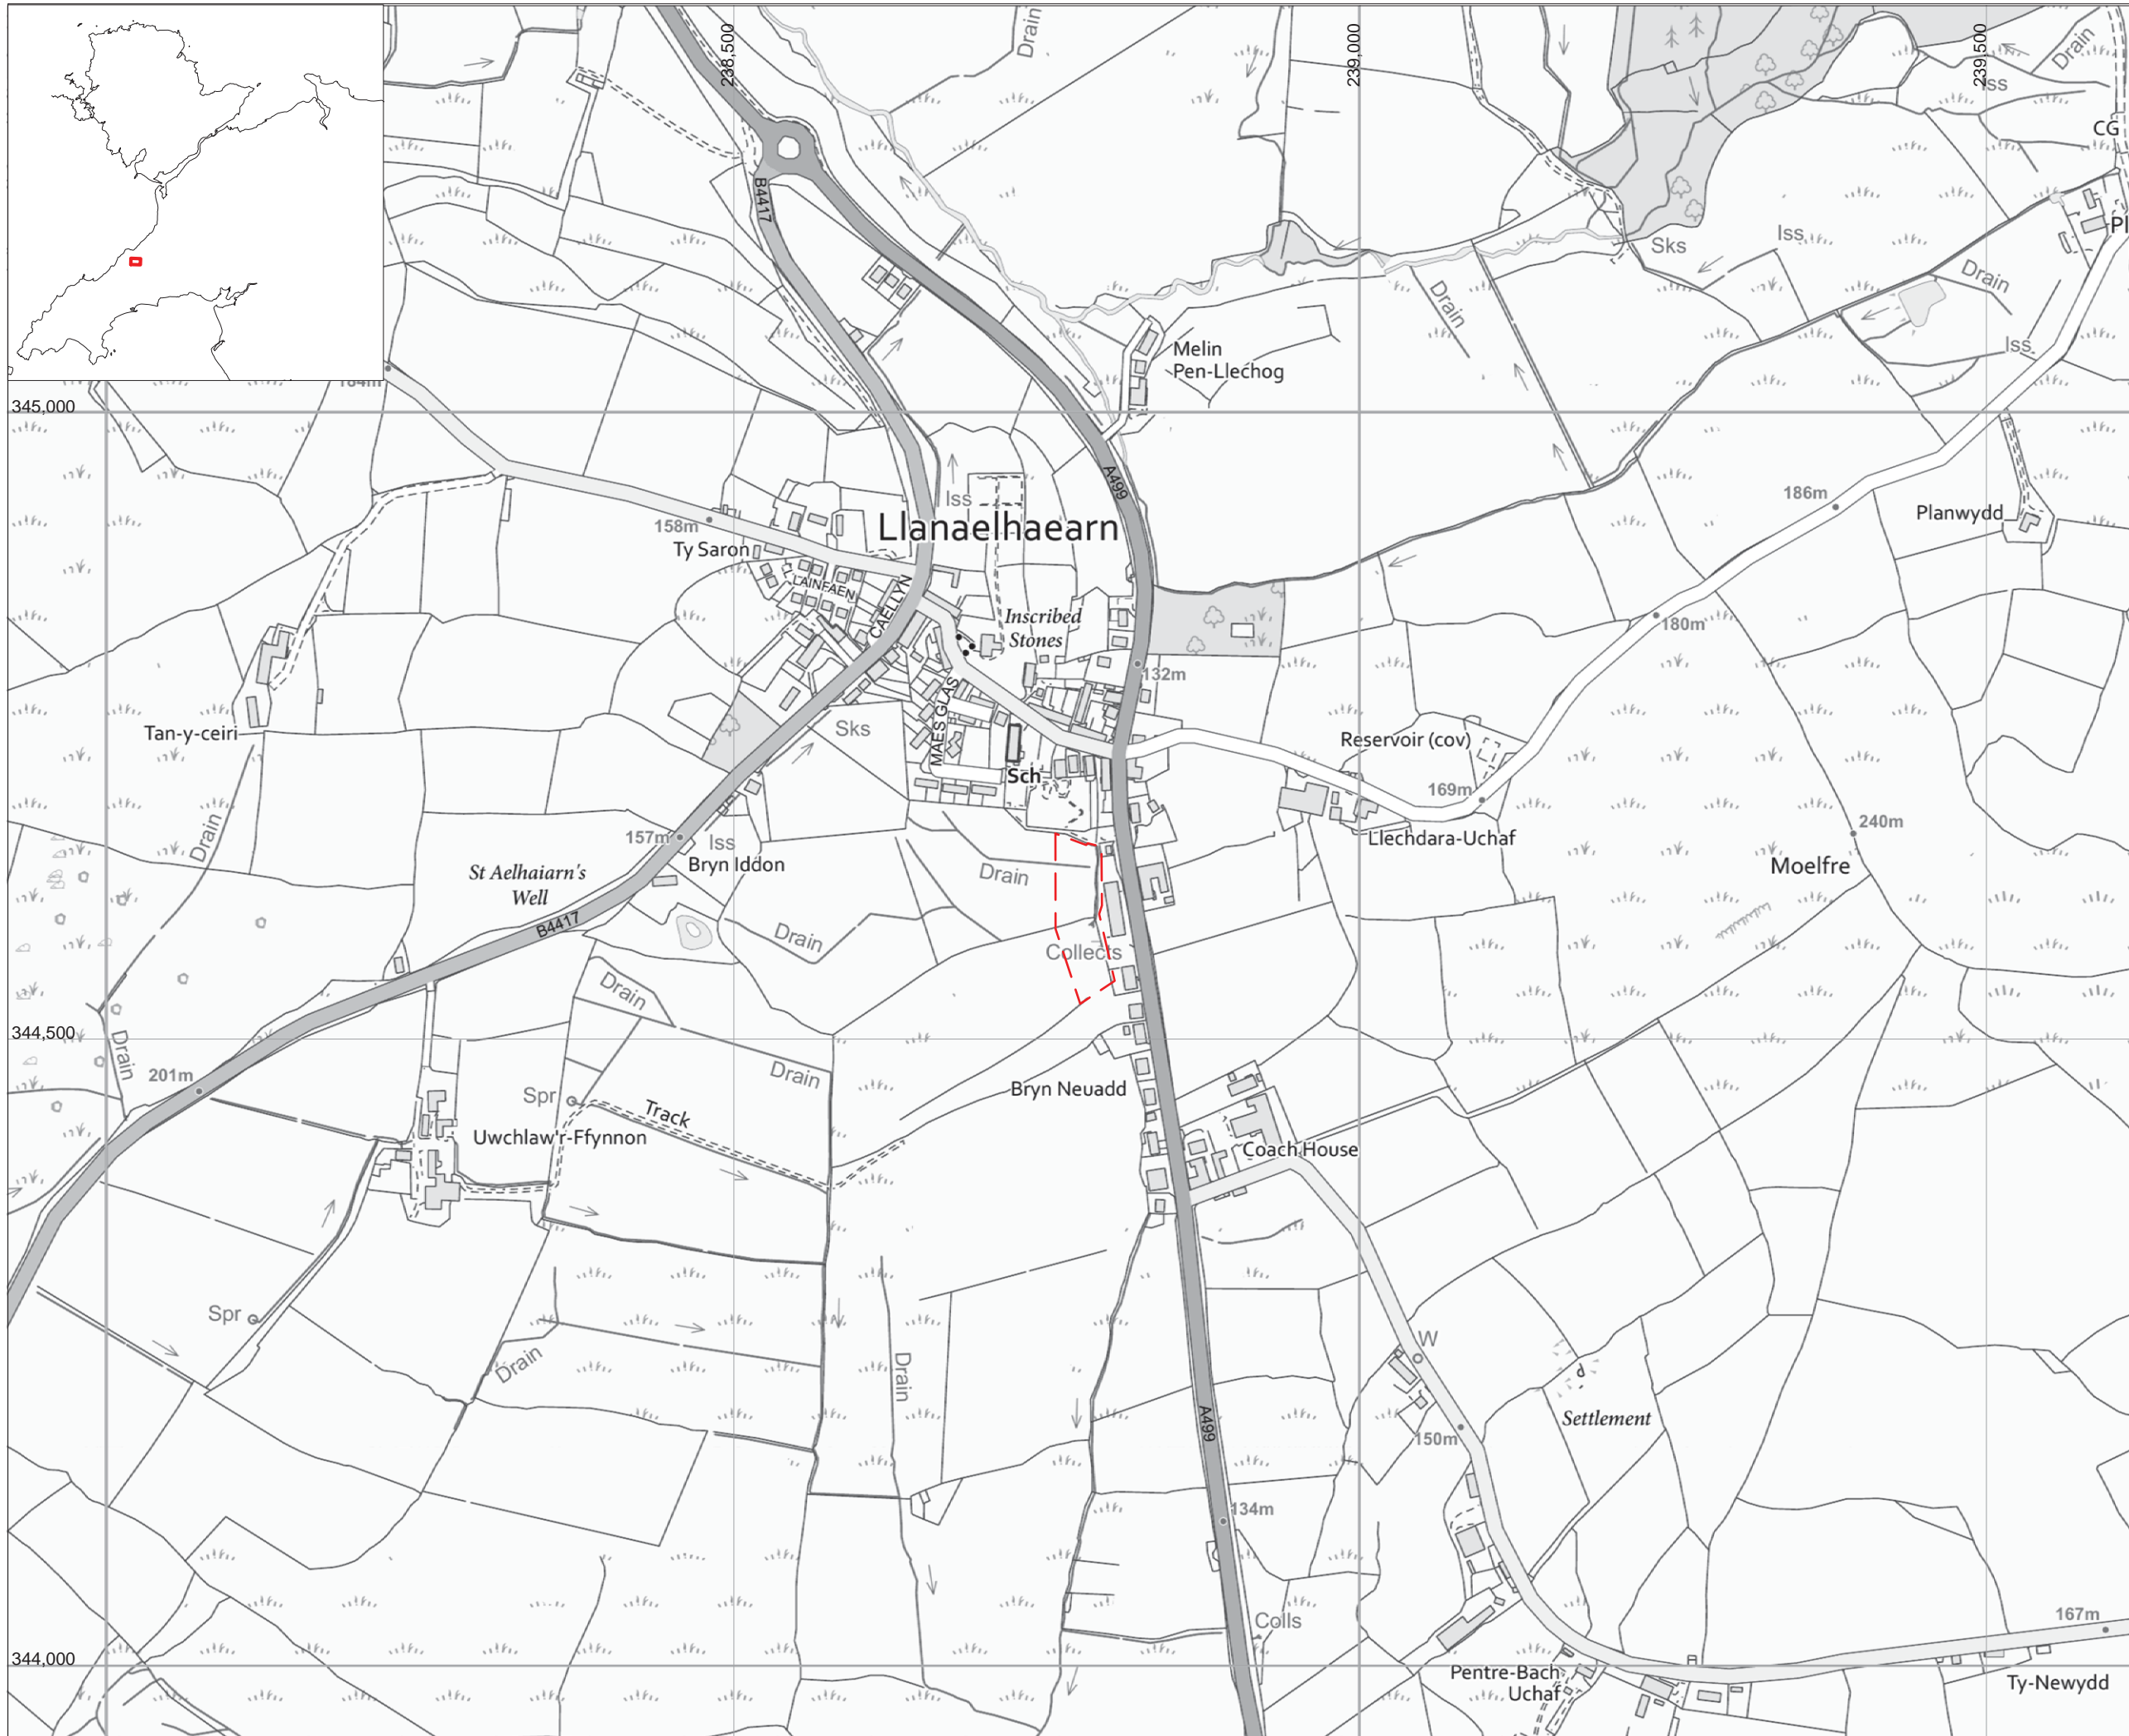 Drain
238,500
239,000
239,500
Drain
Iss
CG
B4417
Pl
Sks
Iss
Drain
Drain
Iss
Melin
Pen-Llechog
184m
345,000
A499
186m
Iss
Planwydd
Llanaelhaearn
158m
Ty Saron
LLAINFAEN
CAELLYN
Inscribed
Stones
180m
132m
MAES GLAS
Sks
Tan-y-ceiri
Reservoir (cov)
Sch
169m
240m
Drain
157m
Iss
Bryn Iddon
Llechdara-Uchaf
Moelfre
St Aelhaiarn's
Well
Drain
B4417
Drain
Collects
Drain
344,500
Drain
201m
Drain
Spr
Track
Bryn Neuadd
Uwchlaw'r-Ffynnon
Coach House
Spr
W
Drain
Drain
A499
150m
Settlement
134m
Colls
167m
344,000
Pentre-Bach
Uchaf
Ty-Newydd